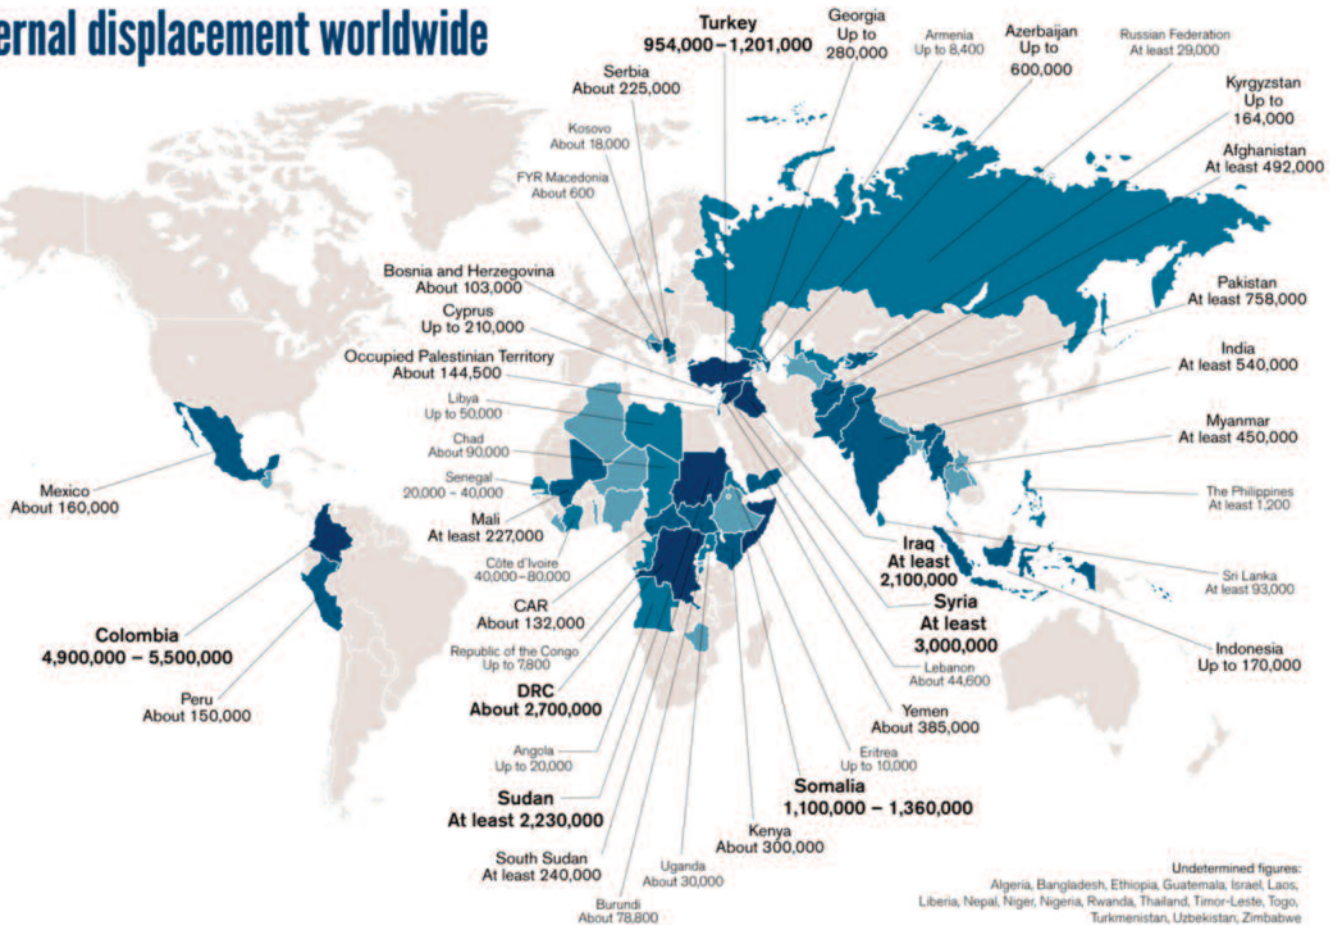 ernal displacement worldwide
Turkey
954,000–1,201,000
Georgia
Up to
280,000
Armenia
Up to 8,400
Azerbaijan
Up to
600,000
Russian Federation
At least 29,000
Serbia
About 225,000
Kyrgyzstan
Up to
164,000
Kosovo
About 18,000
Afghanistan
At least 492,000
FYR Macedonia
About 600
Bosnia and Herzegovina
About 103,000
Pakistan
At least 758,000
Cyprus
Up to 210,000
India
At least 540,000
Occupied Palestinian Territory
About 144,500
Libya
Up to 50,000
Myanmar
At least 450,000
Chad
About 90,000
Senegal
20,000 – 40,000
Mexico
About 160,000
The Philippines
At least 1,200
Mali
At least 227,000
Iraq
At least
2,100,000
Côte d'Ivoire
40,000–80,000
Sri Lanka
At least 93,000
CAR
About 132,000
Syria
At least
3,000,000
Colombia
4,900,000 – 5,500,000
Republic of the Congo
Up to 7,800
Indonesia
Up to 170,000
Lebanon
About 44,600
DRC
About 2,700,000
Peru
About 150,000
Yemen
About 385,000
Angola
Up to 20,000
Eritrea
Up to 10,000
Sudan
At least 2,230,000
Somalia
1,100,000 – 1,360,000
Kenya
About 300,000
South Sudan
At least 240,000
Uganda
About 30,000
Burundi
About 78,800
Undetermined figures:
Algeria, Bangladesh, Ethiopia, Guatemala, Israel, Laos,
Liberia, Nepal, Niger, Nigeria, Rwanda, Thailand, Timor-Leste, Togo,
Turkmenistan, Uzbekistan, Zimbabwe